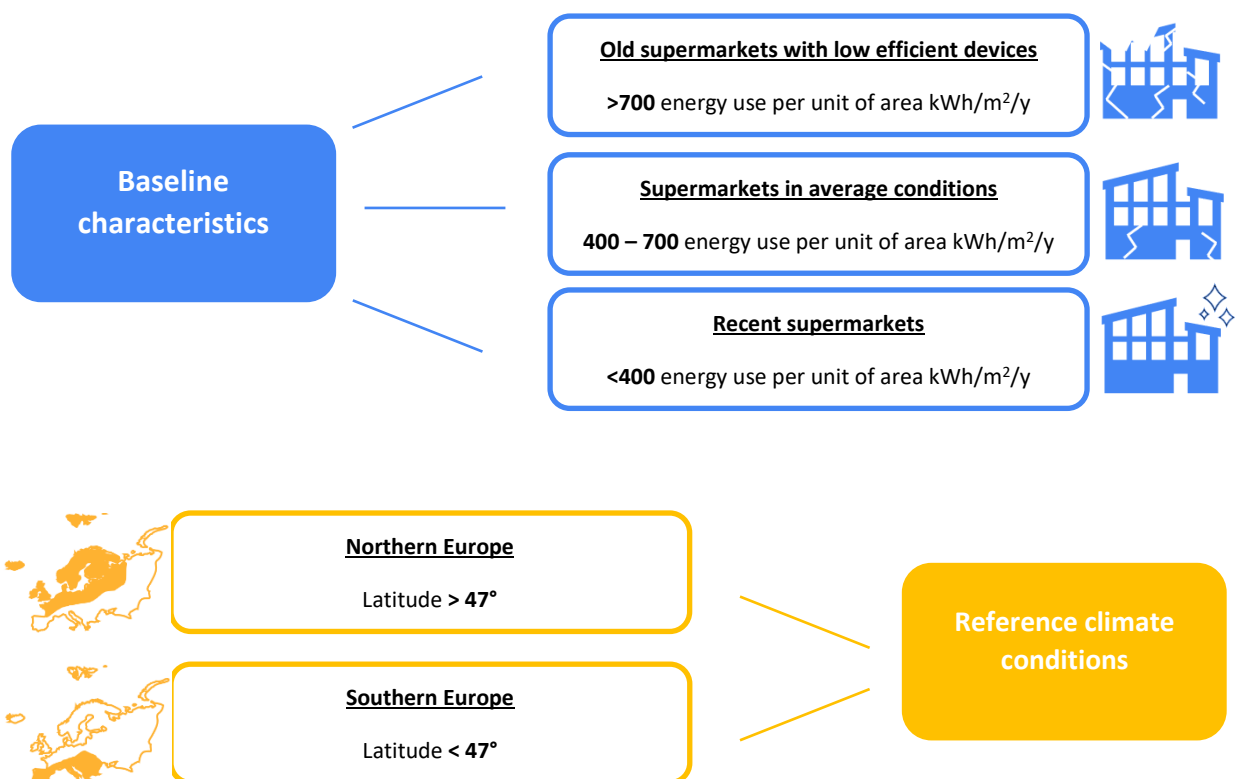 Old supermarkets with low efficient devices
>700 energy use per unit of area kWh/m²/y
Baseline
characteristics
Supermarkets in average conditions
400 – 700 energy use per unit of area kWh/m²/y
Recent supermarkets
<400 energy use per unit of area kWh/m²/y
Northern Europe
Latitude > 47°
Reference climate
conditions
Southern Europe
Latitude < 47°